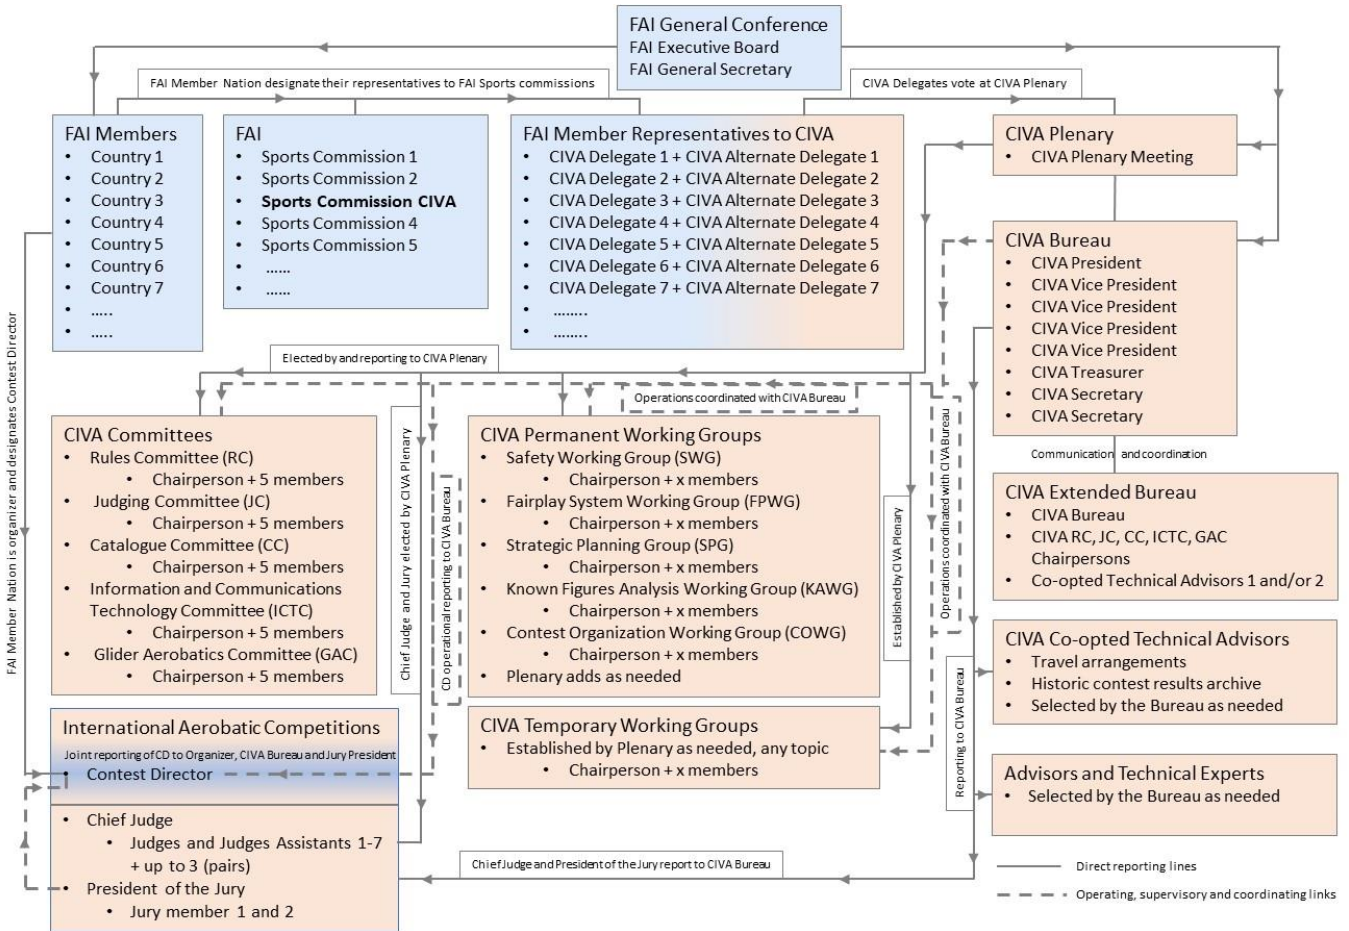 FAI General Conference
FAI Executive Board
FAI General Secretary
FAI Member Nation designate their representatives to FAI Sports commissions
CIVA Delegates vote at CIVA Plenary
FAI Members
• Country 1
• Country 2
• Country 3
• Country 4
• Country 5
• Country 6
• Country 7
• .....
• .....
FAI
• Sports Commission 1
• Sports Commission 2
• Sports Commission CIVA
• Sports Commission 4
• Sports Commission 5
• ......
• ......
FAI Member Representatives to CIVA
• CIVA Delegate 1 + CIVA Alternate Delegate 1
• CIVA Delegate 2 + CIVA Alternate Delegate 2
• CIVA Delegate 3 + CIVA Alternate Delegate 3
• CIVA Delegate 4 + CIVA Alternate Delegate 4
• CIVA Delegate 5 + CIVA Alternate Delegate 5
• CIVA Delegate 6 + CIVA Alternate Delegate 6
• CIVA Delegate 7 + CIVA Alternate Delegate 7
• ........
• ........
CIVA Plenary
• CIVA Plenary Meeting
CIVA Bureau
• CIVA President
• CIVA Vice President
• CIVA Vice President
• CIVA Vice President
• CIVA Vice President
• CIVA Treasurer
• CIVA Secretary
• CIVA Secretary
Communication and coordination
FAI Member Nation is organizer and designates Contest Director
Elected by and reporting to CIVA Plenary
Operations coordinated with CIVA Bureau
CIVA Committees
• Rules Committee (RC)
• Chairperson + 5 members
• Judging Committee (JC)
• Chairperson + 5 members
• Catalogue Committee (CC)
• Chairperson + 5 members
• Information and Communications
Technology Committee (ICTC)
• Chairperson + 5 members
• Glider Aerobatics Committee (GAC)
• Chairperson + 5 members
Chief Judge and Jury elected by CIVA Plenary
CD operational reporting to CIVA Bureau
CIVA Permanent Working Groups
• Safety Working Group (SWG)
• Chairperson + x members
• Fairplay System Working Group (FPWG)
• Chairperson + x members
• Strategic Planning Group (SPG)
• Chairperson + x members
• Known Figures Analysis Working Group (KAWG)
• Chairperson + x members
• Contest Organization Working Group (COWG)
• Chairperson + x members
• Plenary adds as needed
Established by CIVA Plenary
Operations coordinated with CIVA Bureau
CIVA Extended Bureau
• CIVA Bureau
• CIVA RC, JC, CC, ICTC, GAC
Chairpersons
• Co-opted Technical Advisors 1 and/or 2
CIVA Co-opted Technical Advisors
• Travel arrangements
• Historic contest results archive
• Selected by the Bureau as needed
Reporting to CIVA Bureau
Advisors and Technical Experts
• Selected by the Bureau as needed
CIVA Temporary Working Groups
• Established by Plenary as needed, any topic
• Chairperson + x members
International Aerobatic Competitions
Joint reporting of CD to Organizer, CIVA Bureau and Jury President
• Contest Director
• Chief Judge
• Judges and Judges Assistants 1-7
+ up to 3 (pairs)
• President of the Jury
• Jury member 1 and 2
Chief Judge and President of the Jury report to CIVA Bureau
Direct reporting lines
Operating, supervisory and coordinating links